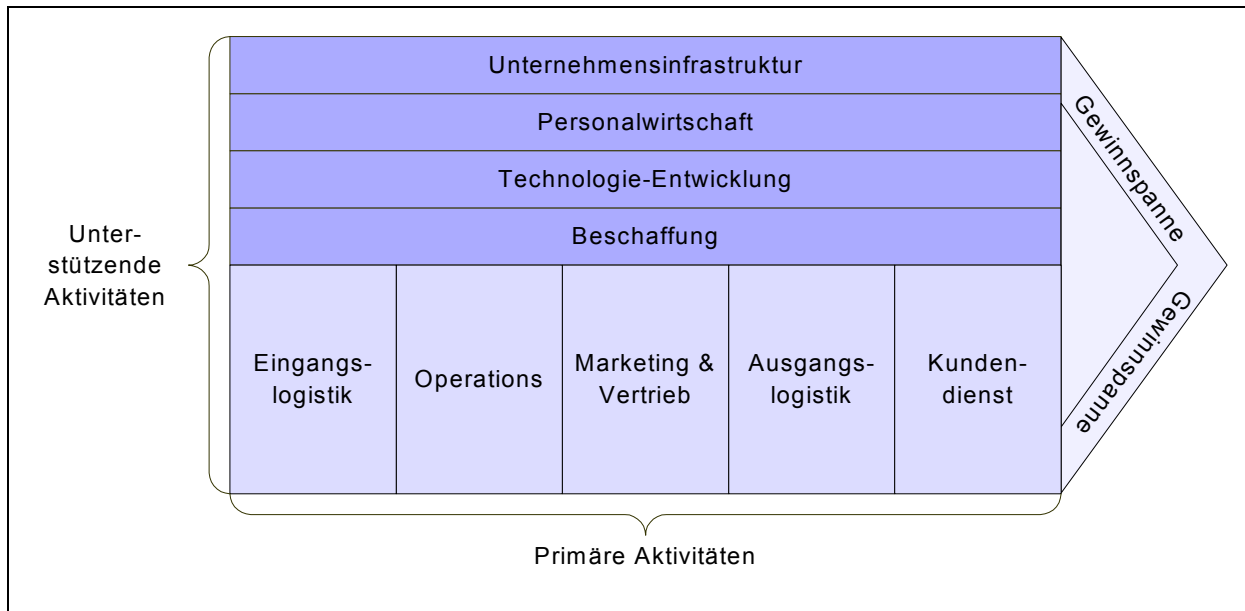 Unternehmensinfrastruktur
Personalwirtschaft
Technologie-Entwicklung
Beschaffung
Unter-
stützende
Aktivitäten
Eingangs-
logistik
Operations
Marketing &
Vertrieb
Ausgangs-
logistik
Kunden-
dienst
Gewinnspanne
Gewinnspanne
Primäre Aktivitäten